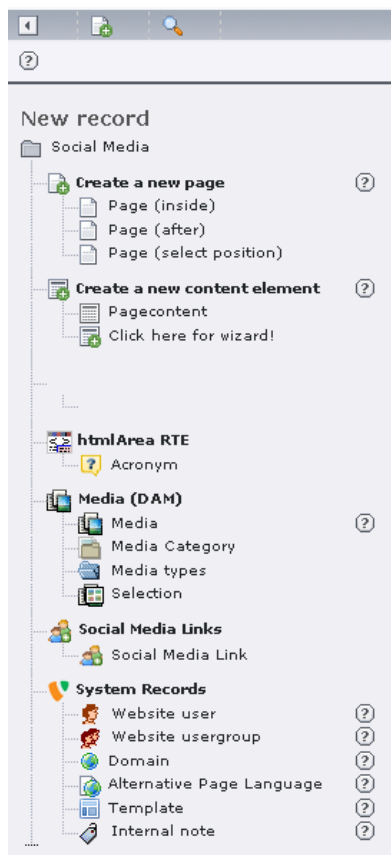 New record
Social Media
Create a new page
Page (inside)
Page (after)
Page (select position)
Create a new content element
Pagecontent
Click here for wizard!
htmlArea RTE
Acronym
Media (DAM)
Media
Media Category
Media types
Selection
Social Media Links
Social Media Link
System Records
Website user
Website usergroup
Domain
Alternative Page Language
Template
Internal note